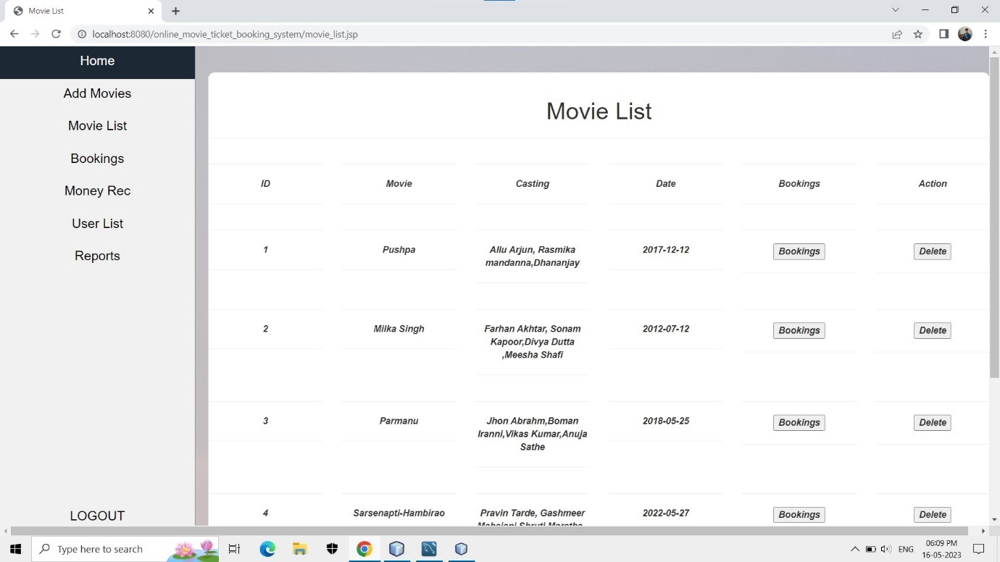 Movie List
localhost:8080/online_movie_ticket_booking_system/movie_list.jsp
Home
Add Movies
Movie List
Bookings
Money Rec
User List
Reports
LOGOUT
Movie List
ID Movie Casting Date Bookings Action
1 Pushpa Allu Arjun, Rasmika 2017-12-12 Bookings Delete
mandanna,Dhananjay
2 Milka Singh Farhan Akhtar, Sonam 2012-07-12 Bookings Delete
Kapoor,Divya Dutta
,Meesha Shafi
3 Parmanu Jhon Abrahm,Boman 2018-05-25 Bookings Delete
Iranni,Vikas Kumar,Anuja
Sathe
4 Sarsenapti-Hambirao Pravin Tarde, Gashmeer 2022-05-27 Bookings Delete
Type here to search
ENG
06:09 PM
16-05-2023